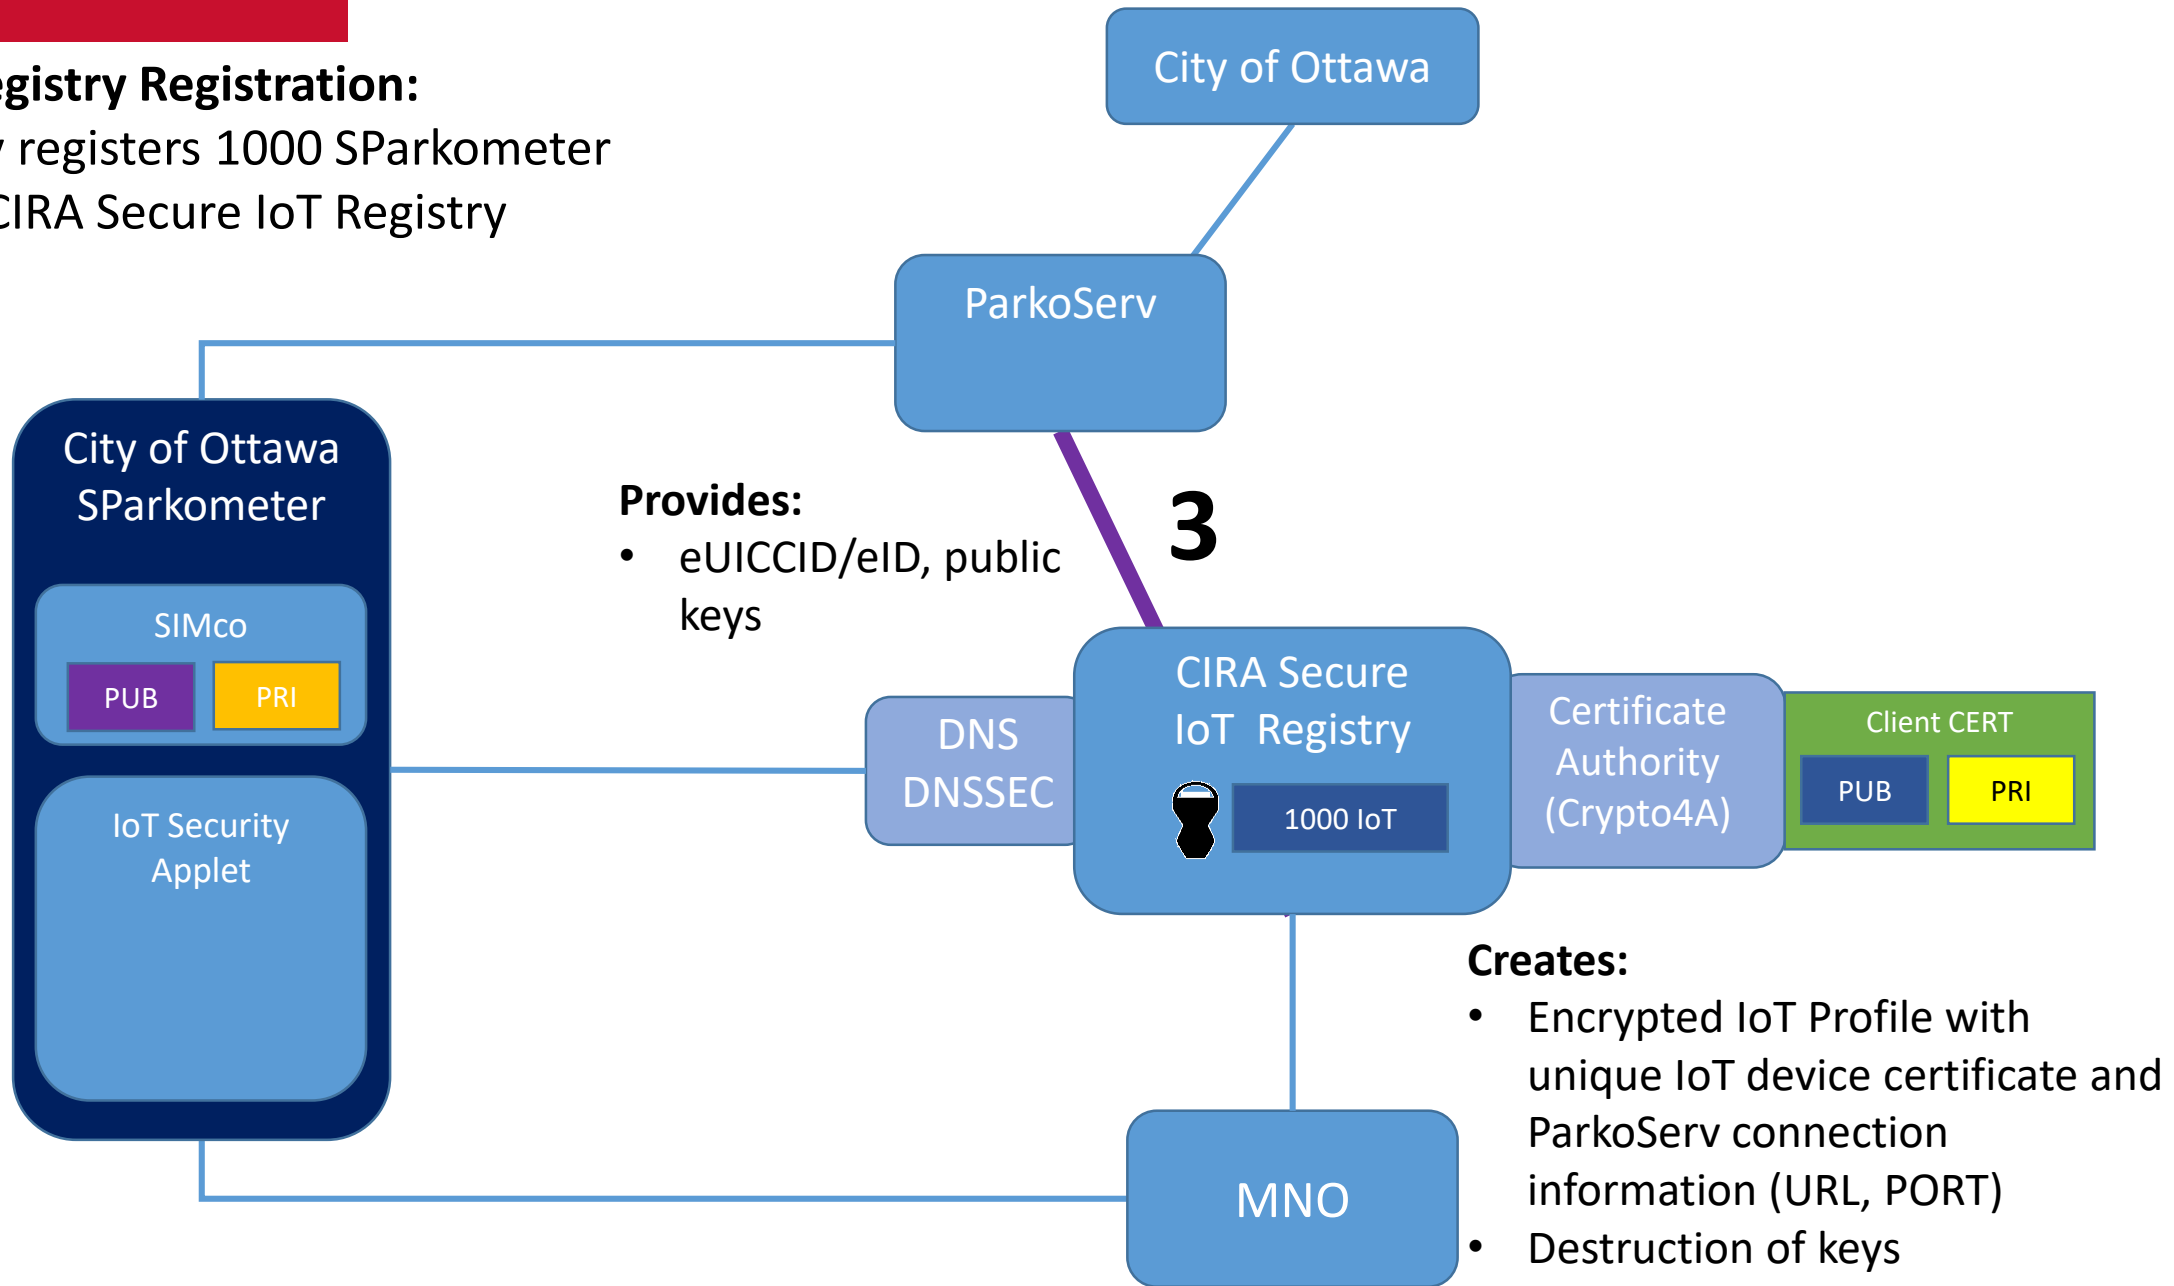 gistry Registration:
registers 1000 SParkometer
CIRA Secure IoT Registry
City of Ottawa
ParkoServ
City of Ottawa
SParkometer
Provides:
• eUICCID/eID, public
keys
3
SIMco
PUB PRI
IoT Security
Applet
DNS
DNSSEC
CIRA Secure
IoT Registry
1000 IoT
Certificate
Authority
(Crypto4A)
Client CERT
PUB PRI
Creates:
• Encrypted IoT Profile with
unique IoT device certificate and
ParkoServ connection
information (URL, PORT)
• Destruction of keys
MNO